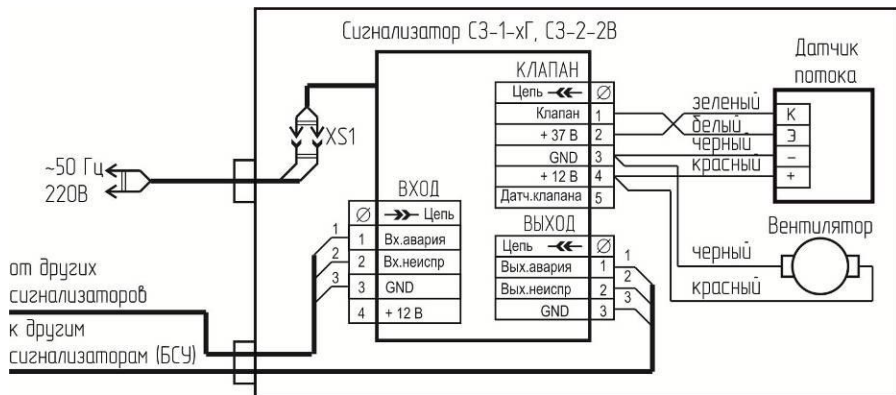 Сигнализатор СЗ-1-хГ, СЗ-2-2В
Датчик
потока
КЛАПАН
Цепь ∅
Клапан 1
+ 37 В 2
GND 3
+ 12 В 4
Датч.клапана 5
зеленый
белый
черный
красный
К
Э
–
+
XS1
~50 Гц
220В
ВХОД
∅ Цепь
1 1 Вх.авария
2 2 Вх.неиспр
3 3 GND
4 + 12 В
ВЫХОД
Цепь ∅
Вых.авария 1 1
Вых.неиспр 2 2
GND 3 3
Вентилятор
черный
красный
от других
сигнализаторов
к другим
сигнализаторам (БСУ)